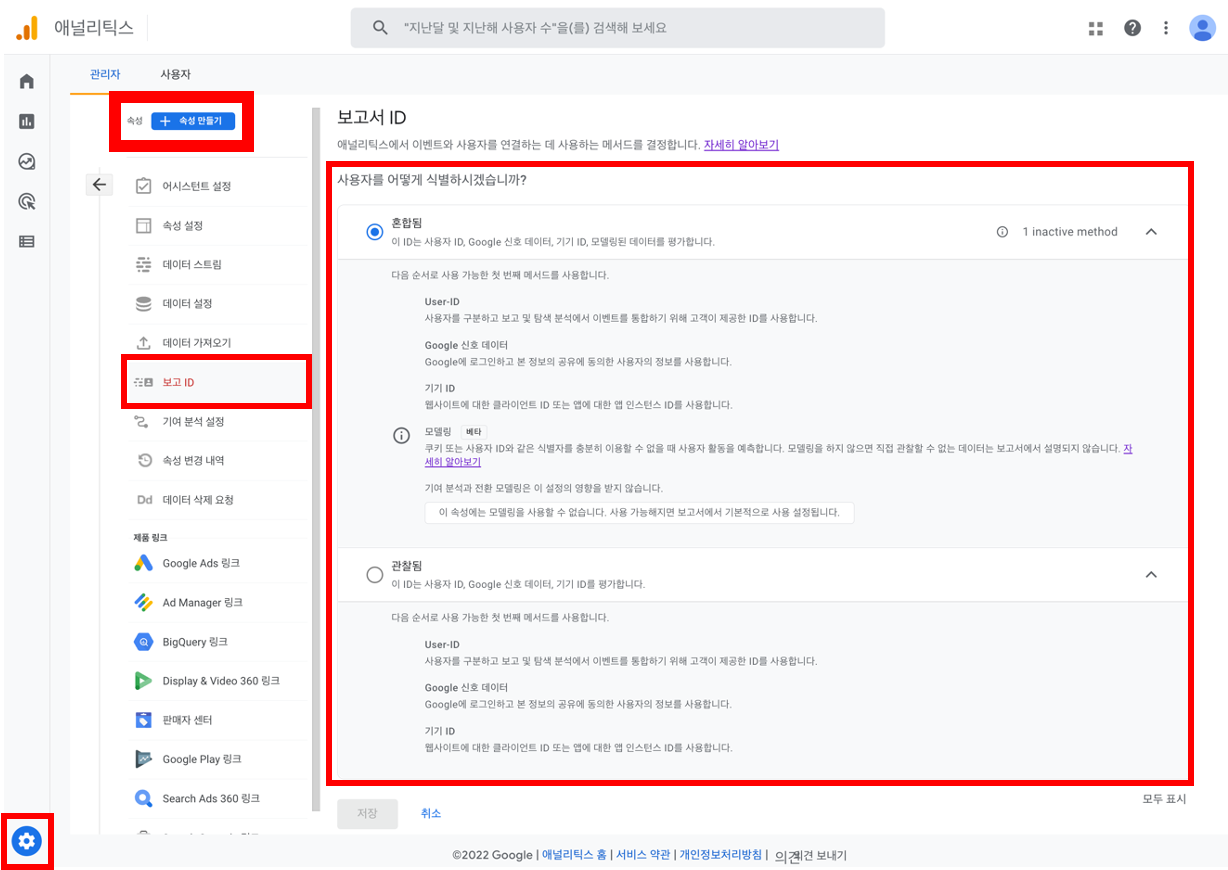 애널리틱스
"지난달 및 지난해 사용자 수"을(를) 검색해 보세요
관리자
사용자
속성
속성 만들기
어시스턴트 설정
속성 설정
데이터 스트림
데이터 설정
데이터 가져오기
보고 ID
기여 분석 설정
속성 변경 내역
Dd 데이터 삭제 요청
제품 링크
Google Ads 링크
Ad Manager 링크
BigQuery 링크
Display & Video 360 링크
판매자 센터
Google Play 링크
Search Ads 360 링크
보고서 ID
애널리틱스에서 이벤트와 사용자를 연결하는 데 사용하는 메서드를 결정합니다. 자세히 알아보기
사용자를 어떻게 식별하시겠습니까?
혼합됨
이 ID는 사용자 ID, Google 신호 데이터, 기기 ID, 모델링된 데이터를 평가합니다.
1 inactive method
다음 순서로 사용 가능한 첫 번째 메서드를 사용합니다.
User-ID
사용자를 구분하고 보고 및 탐색 분석에서 이벤트를 통합하기 위해 고객이 제공한 ID를 사용합니다.
Google 신호 데이터
Google에 로그인하고 본 정보의 공유에 동의한 사용자의 정보를 사용합니다.
기기 ID
웹사이트에 대한 클라이언트 ID 또는 앱에 대한 앱 인스턴스 ID를 사용합니다.
모델링 베타
쿠키 또는 사용자 ID와 같은 식별자를 충분히 이용할 수 없을 때 사용자 활동을 예측합니다. 모델링을 하지 않으면 직접 관찰할 수 없는 데이터는 보고서에서 설명되지 않습니다. 자
세히 알아보기
기여 분석과 전환 모델링은 이 설정의 영향을 받지 않습니다.
이 속성에는 모델링을 사용할 수 없습니다. 사용 가능해지면 보고서에서 기본적으로 사용 설정됩니다.
관찰됨
이 ID는 사용자 ID, Google 신호 데이터, 기기 ID를 평가합니다.
다음 순서로 사용 가능한 첫 번째 메서드를 사용합니다.
User-ID
사용자를 구분하고 보고 및 탐색 분석에서 이벤트를 통합하기 위해 고객이 제공한 ID를 사용합니다.
Google 신호 데이터
Google에 로그인하고 본 정보의 공유에 동의한 사용자의 정보를 사용합니다.
기기 ID
웹사이트에 대한 클라이언트 ID 또는 앱에 대한 앱 인스턴스 ID를 사용합니다.
모두 표시
저장
취소
©2022 Google | 애널리틱스 홈 | 서비스 약관 | 개인정보처리방침 | 의견 보내기